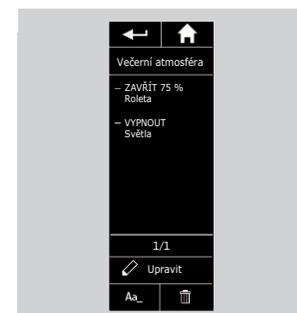 Večerní atmosféra
– ZAVŘÍT 75 %
Roleta
– VYPNOUT
Světla
1/1
Upravit
Aa_